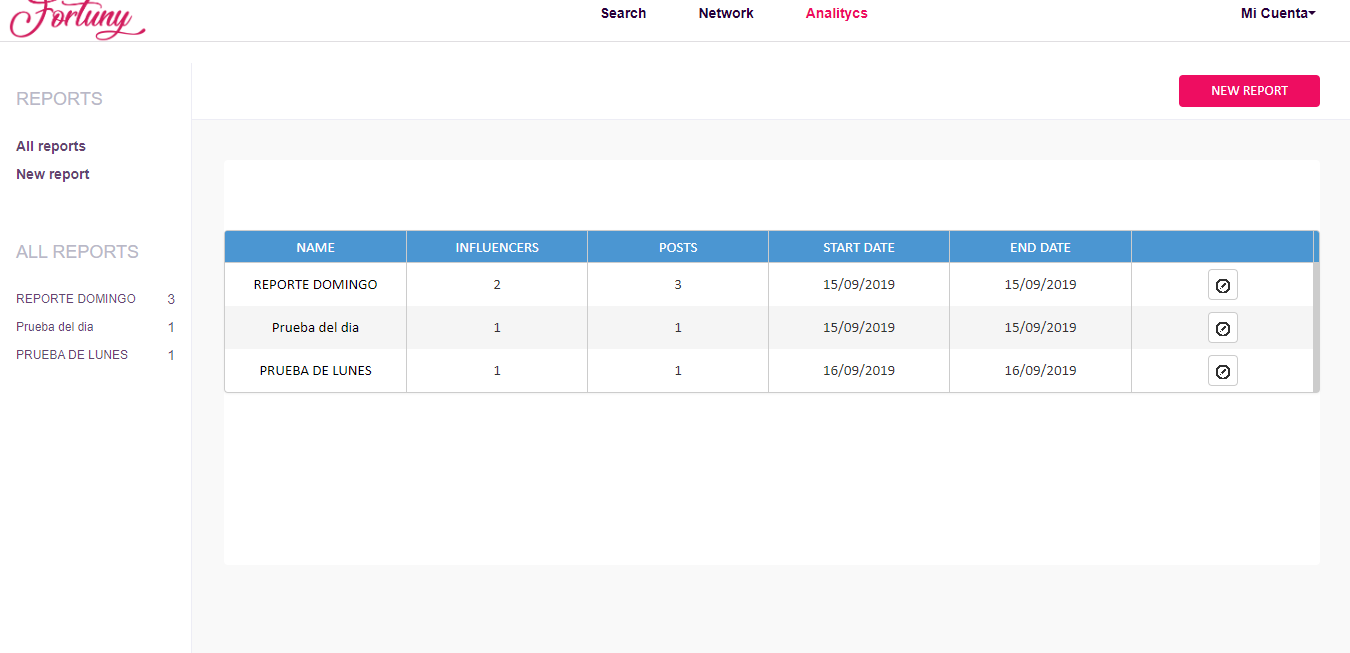 Fortuny
Search Network Analitycs Mi Cuenta
NEW REPORT
REPORTS
All reports
New report
ALL REPORTS
REPORTE DOMINGO 3
Prueba del dia 1
PRUEBA DE LUNES 1
NAME INFLUENCERS POSTS START DATE END DATE
REPORTE DOMINGO 2 3 15/09/2019 15/09/2019
Prueba del dia 1 1 15/09/2019 15/09/2019
PRUEBA DE LUNES 1 1 16/09/2019 16/09/2019